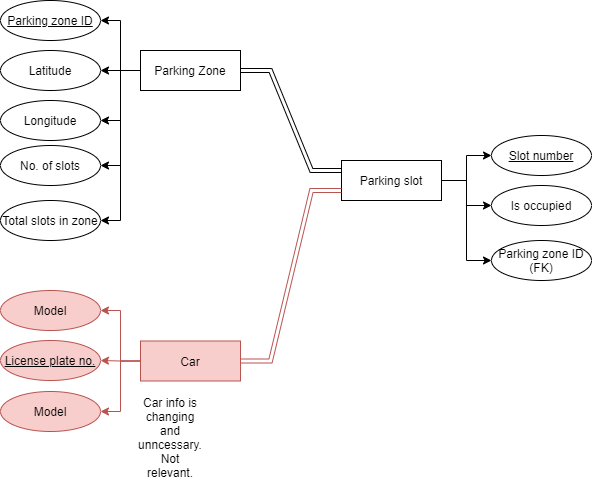 Parking zone ID
Latitude
Longitude
No. of slots
Total slots in zone
Parking Zone
Parking slot
Slot number
Is occupied
Parking zone ID
(FK)
Model
License plate no.
Model
Car
Car info is
changing
and
unncessary.
Not
relevant.